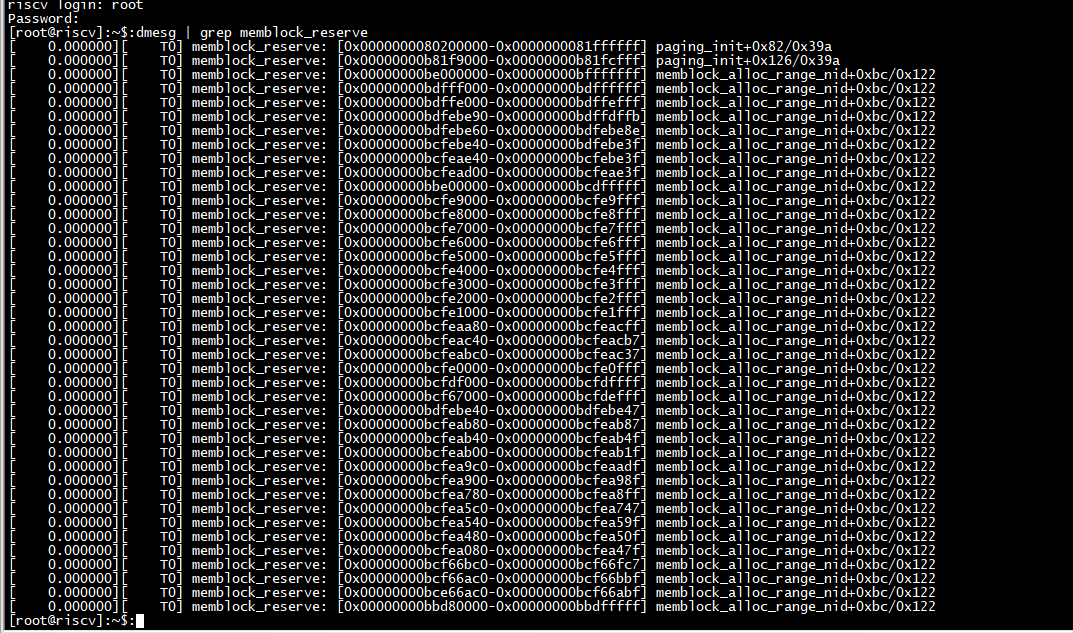 riscv login: root
Password:
[root@riscv]:~$:dmesg | grep memblock_reserve
[    0.000000][    T0] memblock_reserve: [0x0000000080200000-0x0000000081ffffff] paging_init+0x82/0x39a
[    0.000000][    T0] memblock_reserve: [0x00000000b81f9000-0x00000000b81fcfff] paging_init+0x126/0x39a
[    0.000000][    T0] memblock_reserve: [0x00000000be000000-0x00000000bfffffff] memblock_alloc_range_nid+0xbc/0x122
[    0.000000][    T0] memblock_reserve: [0x00000000bdfff000-0x00000000bdffffff] memblock_alloc_range_nid+0xbc/0x122
[    0.000000][    T0] memblock_reserve: [0x00000000bdffe000-0x00000000bdffefff] memblock_alloc_range_nid+0xbc/0x122
[    0.000000][    T0] memblock_reserve: [0x00000000bdfebe90-0x00000000bdffdffb] memblock_alloc_range_nid+0xbc/0x122
[    0.000000][    T0] memblock_reserve: [0x00000000bdfebe60-0x00000000bdfebe8e] memblock_alloc_range_nid+0xbc/0x122
[    0.000000][    T0] memblock_reserve: [0x00000000bcfebe40-0x00000000bdfebe3f] memblock_alloc_range_nid+0xbc/0x122
[    0.000000][    T0] memblock_reserve: [0x00000000bcfeae40-0x00000000bcfebe3f] memblock_alloc_range_nid+0xbc/0x122
[    0.000000][    T0] memblock_reserve: [0x00000000bcfead00-0x00000000bcfeae3f] memblock_alloc_range_nid+0xbc/0x122
[    0.000000][    T0] memblock_reserve: [0x00000000bbe00000-0x00000000bcdfffff] memblock_alloc_range_nid+0xbc/0x122
[    0.000000][    T0] memblock_reserve: [0x00000000bcfe9000-0x00000000bcfe9fff] memblock_alloc_range_nid+0xbc/0x122
[    0.000000][    T0] memblock_reserve: [0x00000000bcfe8000-0x00000000bcfe8fff] memblock_alloc_range_nid+0xbc/0x122
[    0.000000][    T0] memblock_reserve: [0x00000000bcfe7000-0x00000000bcfe7fff] memblock_alloc_range_nid+0xbc/0x122
[    0.000000][    T0] memblock_reserve: [0x00000000bcfe6000-0x00000000bcfe6fff] memblock_alloc_range_nid+0xbc/0x122
[    0.000000][    T0] memblock_reserve: [0x00000000bcfe5000-0x00000000bcfe5fff] memblock_alloc_range_nid+0xbc/0x122
[    0.000000][    T0] memblock_reserve: [0x00000000bcfe4000-0x00000000bcfe4fff] memblock_alloc_range_nid+0xbc/0x122
[    0.000000][    T0] memblock_reserve: [0x00000000bcfe3000-0x00000000bcfe3fff] memblock_alloc_range_nid+0xbc/0x122
[    0.000000][    T0] memblock_reserve: [0x00000000bcfe2000-0x00000000bcfe2fff] memblock_alloc_range_nid+0xbc/0x122
[    0.000000][    T0] memblock_reserve: [0x00000000bcfe1000-0x00000000bcfe1fff] memblock_alloc_range_nid+0xbc/0x122
[    0.000000][    T0] memblock_reserve: [0x00000000bcfeaa80-0x00000000bcfeacff] memblock_alloc_range_nid+0xbc/0x122
[    0.000000][    T0] memblock_reserve: [0x00000000bcfeac40-0x00000000bcfeacb7] memblock_alloc_range_nid+0xbc/0x122
[    0.000000][    T0] memblock_reserve: [0x00000000bcfeabc0-0x00000000bcfeac37] memblock_alloc_range_nid+0xbc/0x122
[    0.000000][    T0] memblock_reserve: [0x00000000bcfe0000-0x00000000bcfe0fff] memblock_alloc_range_nid+0xbc/0x122
[    0.000000][    T0] memblock_reserve: [0x00000000bcfdf000-0x00000000bcfdffff] memblock_alloc_range_nid+0xbc/0x122
[    0.000000][    T0] memblock_reserve: [0x00000000bcf67000-0x00000000bcfdefff] memblock_alloc_range_nid+0xbc/0x122
[    0.000000][    T0] memblock_reserve: [0x00000000bdfebe40-0x00000000bdfebe47] memblock_alloc_range_nid+0xbc/0x122
[    0.000000][    T0] memblock_reserve: [0x00000000bcfeab80-0x00000000bcfeab87] memblock_alloc_range_nid+0xbc/0x122
[    0.000000][    T0] memblock_reserve: [0x00000000bcfeab40-0x00000000bcfeab4f] memblock_alloc_range_nid+0xbc/0x122
[    0.000000][    T0] memblock_reserve: [0x00000000bcfeab00-0x00000000bcfeab1f] memblock_alloc_range_nid+0xbc/0x122
[    0.000000][    T0] memblock_reserve: [0x00000000bcfea9c0-0x00000000bcfeaadf] memblock_alloc_range_nid+0xbc/0x122
[    0.000000][    T0] memblock_reserve: [0x00000000bcfea900-0x00000000bcfea98f] memblock_alloc_range_nid+0xbc/0x122
[    0.000000][    T0] memblock_reserve: [0x00000000bcfea780-0x00000000bcfea8ff] memblock_alloc_range_nid+0xbc/0x122
[    0.000000][    T0] memblock_reserve: [0x00000000bcfea5c0-0x00000000bcfea747] memblock_alloc_range_nid+0xbc/0x122
[    0.000000][    T0] memblock_reserve: [0x00000000bcfea540-0x00000000bcfea59f] memblock_alloc_range_nid+0xbc/0x122
[    0.000000][    T0] memblock_reserve: [0x00000000bcfea480-0x00000000bcfea50f] memblock_alloc_range_nid+0xbc/0x122
[    0.000000][    T0] memblock_reserve: [0x00000000bcfea080-0x00000000bcfea47f] memblock_alloc_range_nid+0xbc/0x122
[    0.000000][    T0] memblock_reserve: [0x00000000bcf66bc0-0x00000000bcf66fc7] memblock_alloc_range_nid+0xbc/0x122
[    0.000000][    T0] memblock_reserve: [0x00000000bcf66ac0-0x00000000bcf66bbf] memblock_alloc_range_nid+0xbc/0x122
[    0.000000][    T0] memblock_reserve: [0x00000000bce66ac0-0x00000000bcf66abf] memblock_alloc_range_nid+0xbc/0x122
[    0.000000][    T0] memblock_reserve: [0x00000000bbd80000-0x00000000bbdfffff] memblock_alloc_range_nid+0xbc/0x122
[root@riscv]:~$: